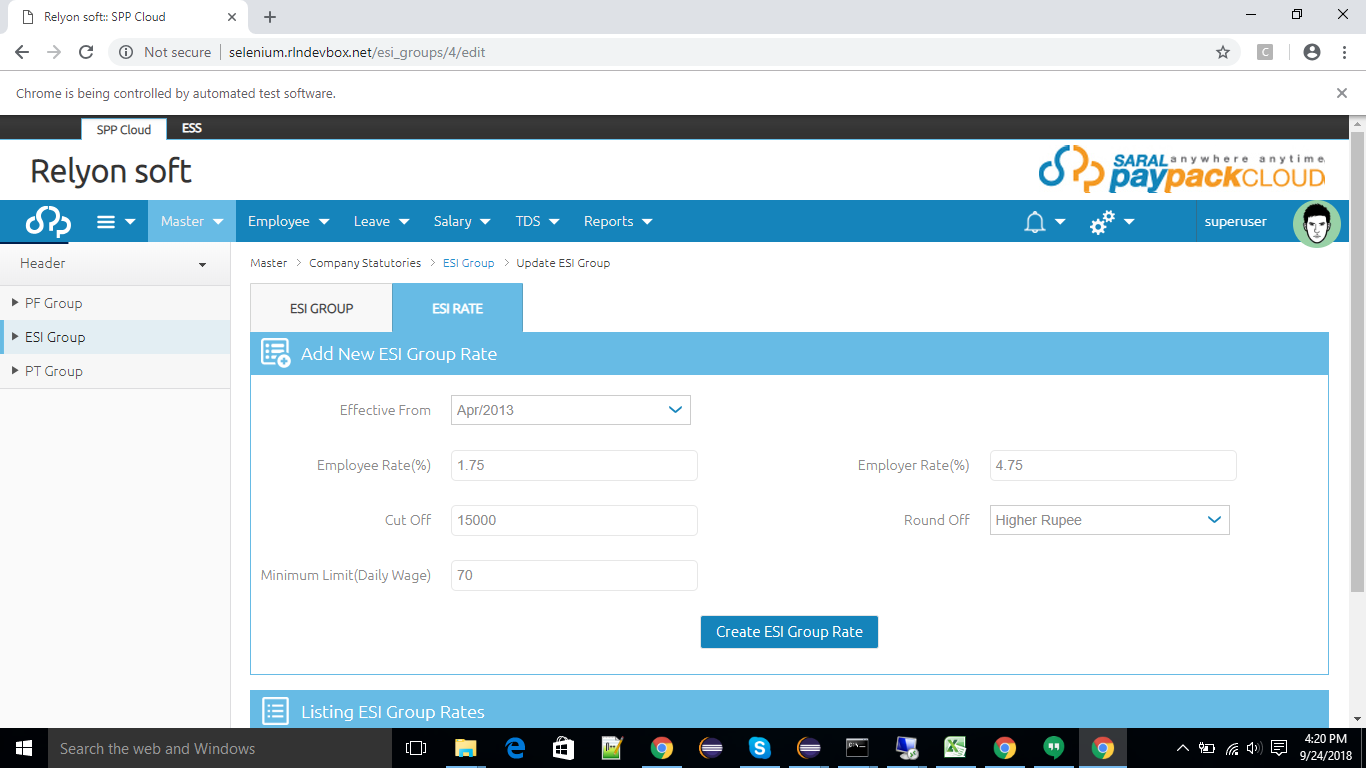 Relyon soft:: SPP Cloud
Not secure selenium.rlndevbox.net/esi_groups/4/edit
C
Chrome is being controlled by automated test software.
SPP Cloud ESS
Relyon soft
SARAL anywhere anytime
paypackCLOUD
Master Employee Leave Salary TDS Reports superuser
Header
Master > Company Statutories > ESI Group > Update ESI Group
PF Group
ESI Group
PT Group
ESI GROUP ESI RATE
Add New ESI Group Rate
Effective From Apr/2013
Employee Rate(%) 1.75 Employer Rate(%) 4.75
Cut Off 15000 Round Off Higher Rupee
Minimum Limit(Daily Wage) 70
Create ESI Group Rate
Listing ESI Group Rates
Search the web and Windows
4:20 PM
9/24/2018